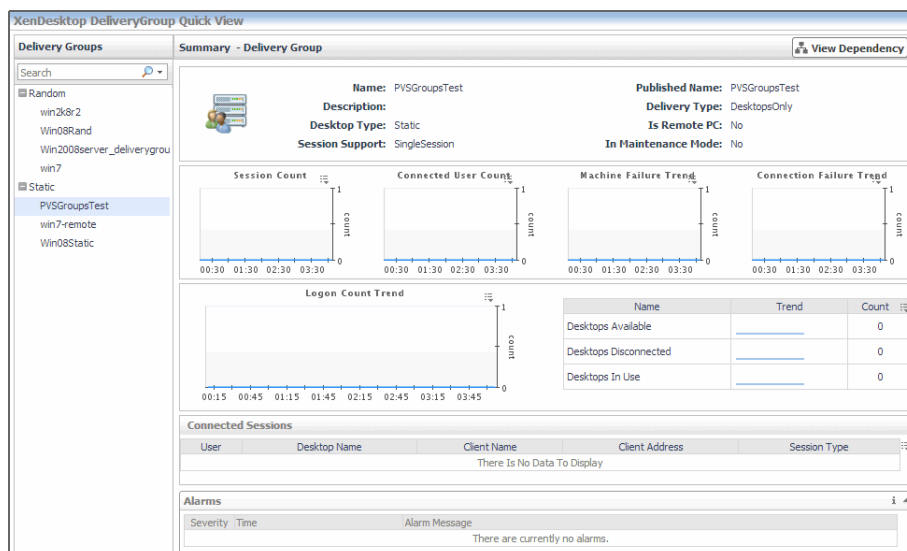 XenDesktop DeliveryGroup Quick View
Delivery Groups
Search
Random
win2k8r2
Win08Rand
Win2008server_deliverygrou
win7
Static
PVSGroupsTest
win7-remote
Win08Static
Summary - Delivery Group
View Dependency
Name: PVSGroupsTest
Description:
Desktop Type: Static
Session Support: SingleSession
Published Name: PVSGroupsTest
Delivery Type: DesktopsOnly
Is Remote PC: No
In Maintenance Mode: No
Session Count
1
count
0
00:30 01:30 02:30 03:30
Connected User Count
1
count
0
00:30 01:30 02:30 03:30
Machine Failure Trend
1
count
0
00:30 01:30 02:30 03:30
Connection Failure Trend
1
count
0
00:30 01:30 02:30 03:30
Logon Count Trend
1
count
0
00:15 00:45 01:15 01:45 02:15 02:45 03:15 03:45
Name Trend Count
Desktops Available 0
Desktops Disconnected 0
Desktops In Use 0
Connected Sessions
User Desktop Name Client Name Client Address Session Type
There Is No Data To Display
Alarms
Severity Time Alarm Message
There are currently no alarms.